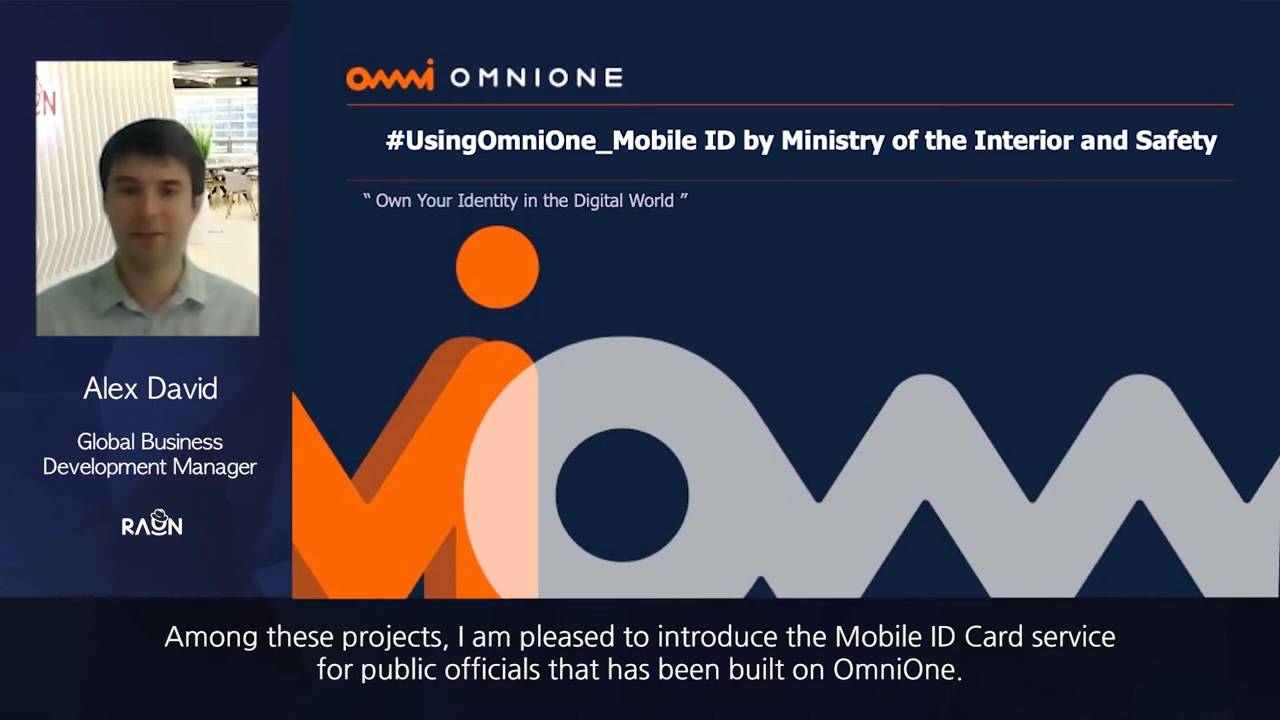 omni OMNIONE
#UsingOmniOne_Mobile ID by Ministry of the Interior and Safety
“ Own Your Identity in the Digital World ”
Alex David
Global Business
Development Manager
RAON
Among these projects, I am pleased to introduce the Mobile ID Card service
for public officials that has been built on OmniOne.